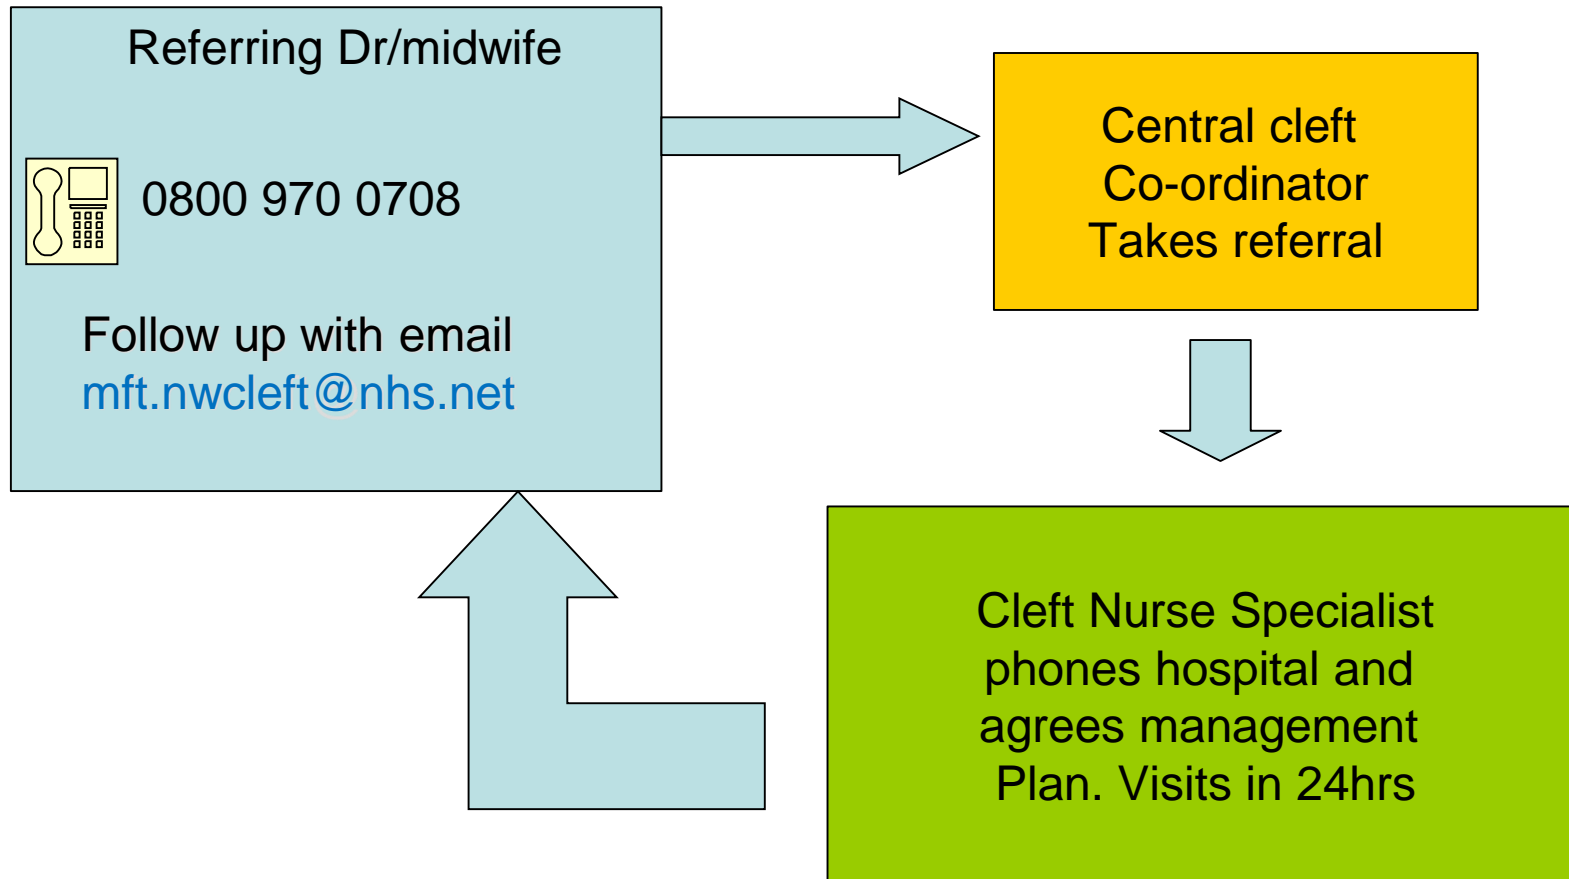 Referring Dr/midwife
0800 970 0708
Follow up with email
mft.nwcleft@nhs.net
Central cleft
Co-ordinator
Takes referral
Cleft Nurse Specialist
phones hospital and
agrees management
Plan. Visits in 24hrs